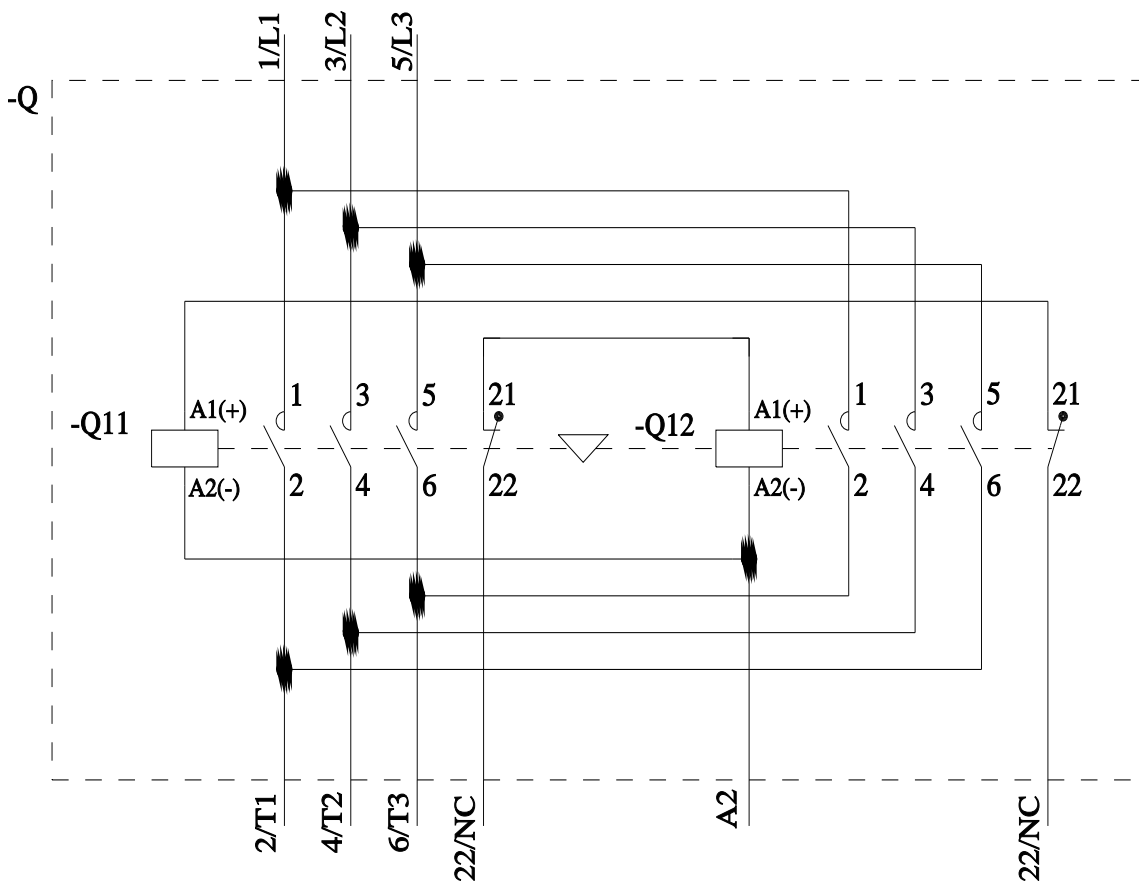 1/L1
3/L2
5/L3
-Q
1
3
5
21
1
3
5
21
A1(+)
A1(+)
-Q11
-Q12
A2(-)
A2(-)
2
4
6
22
2
4
6
22
2/T1
4/T2
6/T3
22/NC
A2
22/NC